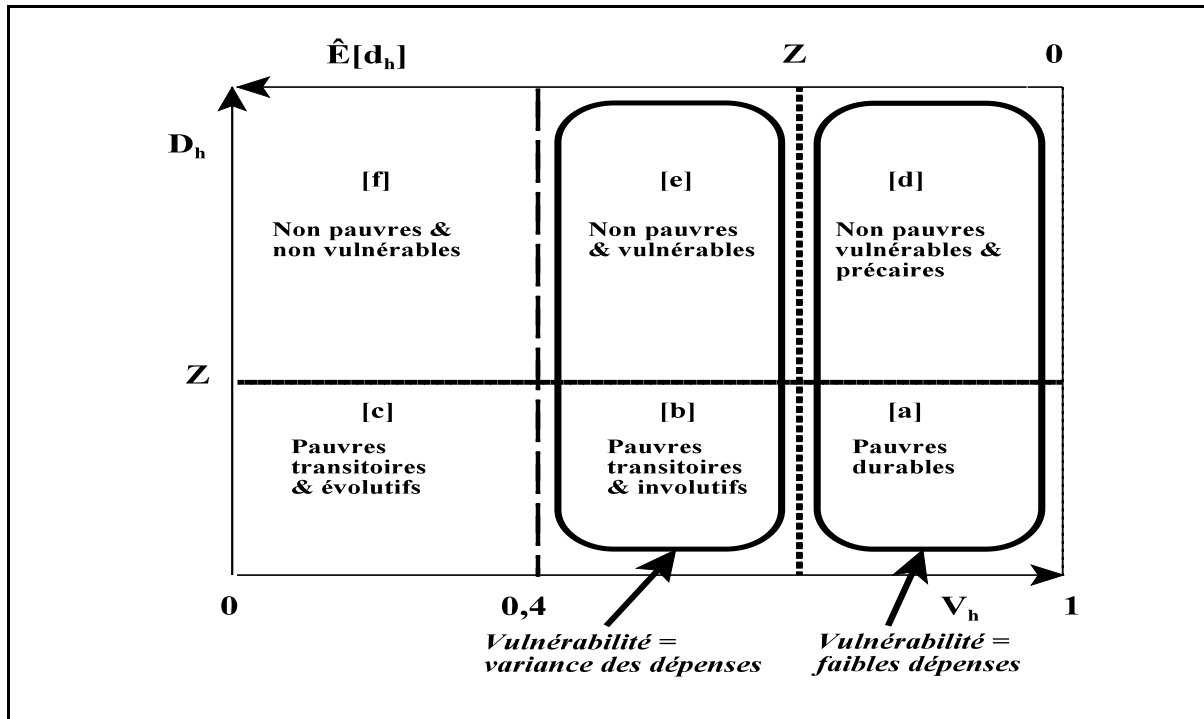 Ê[dh] Z 0
Dh
[f] [e] [d]
Non pauvres & Non pauvres Non pauvres
non vulnérables & vulnérables vulnérables &
précaires
Z
[c] [b] [a]
Pauvres Pauvres Pauvres
transitoires transitoires durables
& évolutifs & involutifs
0 0,4 Vh 1
Vulnérabilité = Vulnérabilité =
variance des dépenses faibles dépenses